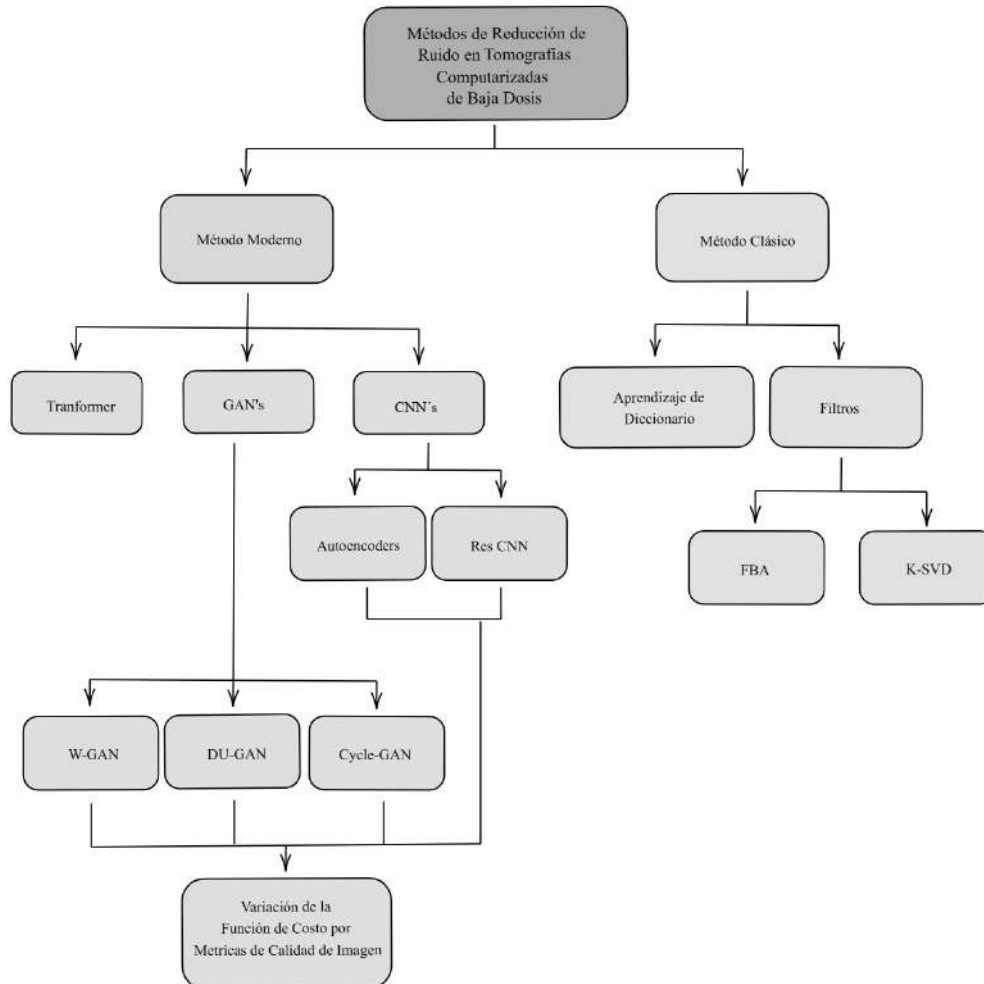 Métodos de Reducción de
Ruido en Tomografias
Computarizadas
de Baja Dosis
Método Moderno
Método Clásico
Tranformer
GAN's
CNN´s
Aprendizaje de
Diccionario
Filtros
Autoencoders
Res CNN
FBA
K-SVD
W-GAN
DU-GAN
Cycle-GAN
Variación de la
Función de Costo por
Metricas de Calidad de Imagen